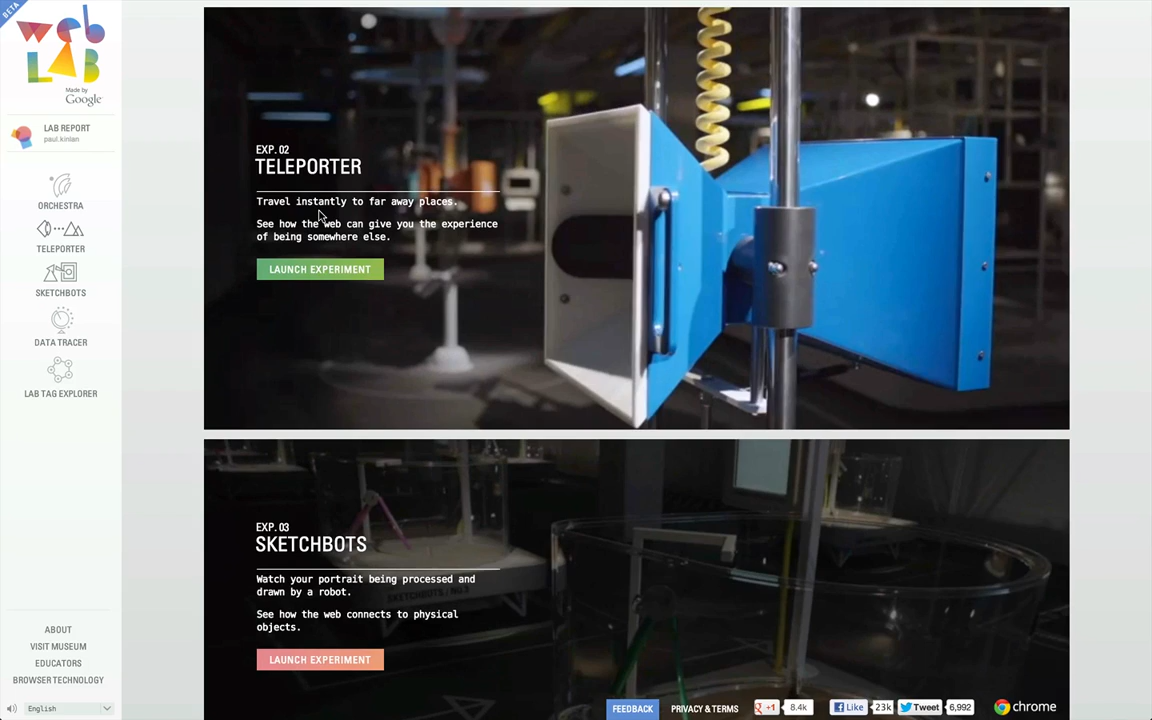 BETA
web
LAB
Made by
Google
LAB REPORT
paul.kinlan
ORCHESTRA
TELEPORTER
SKETCHBOTS
DATA TRACER
LAB TAG EXPLORER
ABOUT
VISIT MUSEUM
EDUCATORS
BROWSER TECHNOLOGY
English
EXP. 02
TELEPORTER
Travel instantly to far away places.
See how the web can give you the experience
of being somewhere else.
LAUNCH EXPERIMENT
EXP. 03
SKETCHBOTS
Watch your portrait being processed and
drawn by a robot.
See how the web connects to physical
objects.
LAUNCH EXPERIMENT
FEEDBACK PRIVACY & TERMS +1 8.4k Like 23k Tweet 6,992 chrome